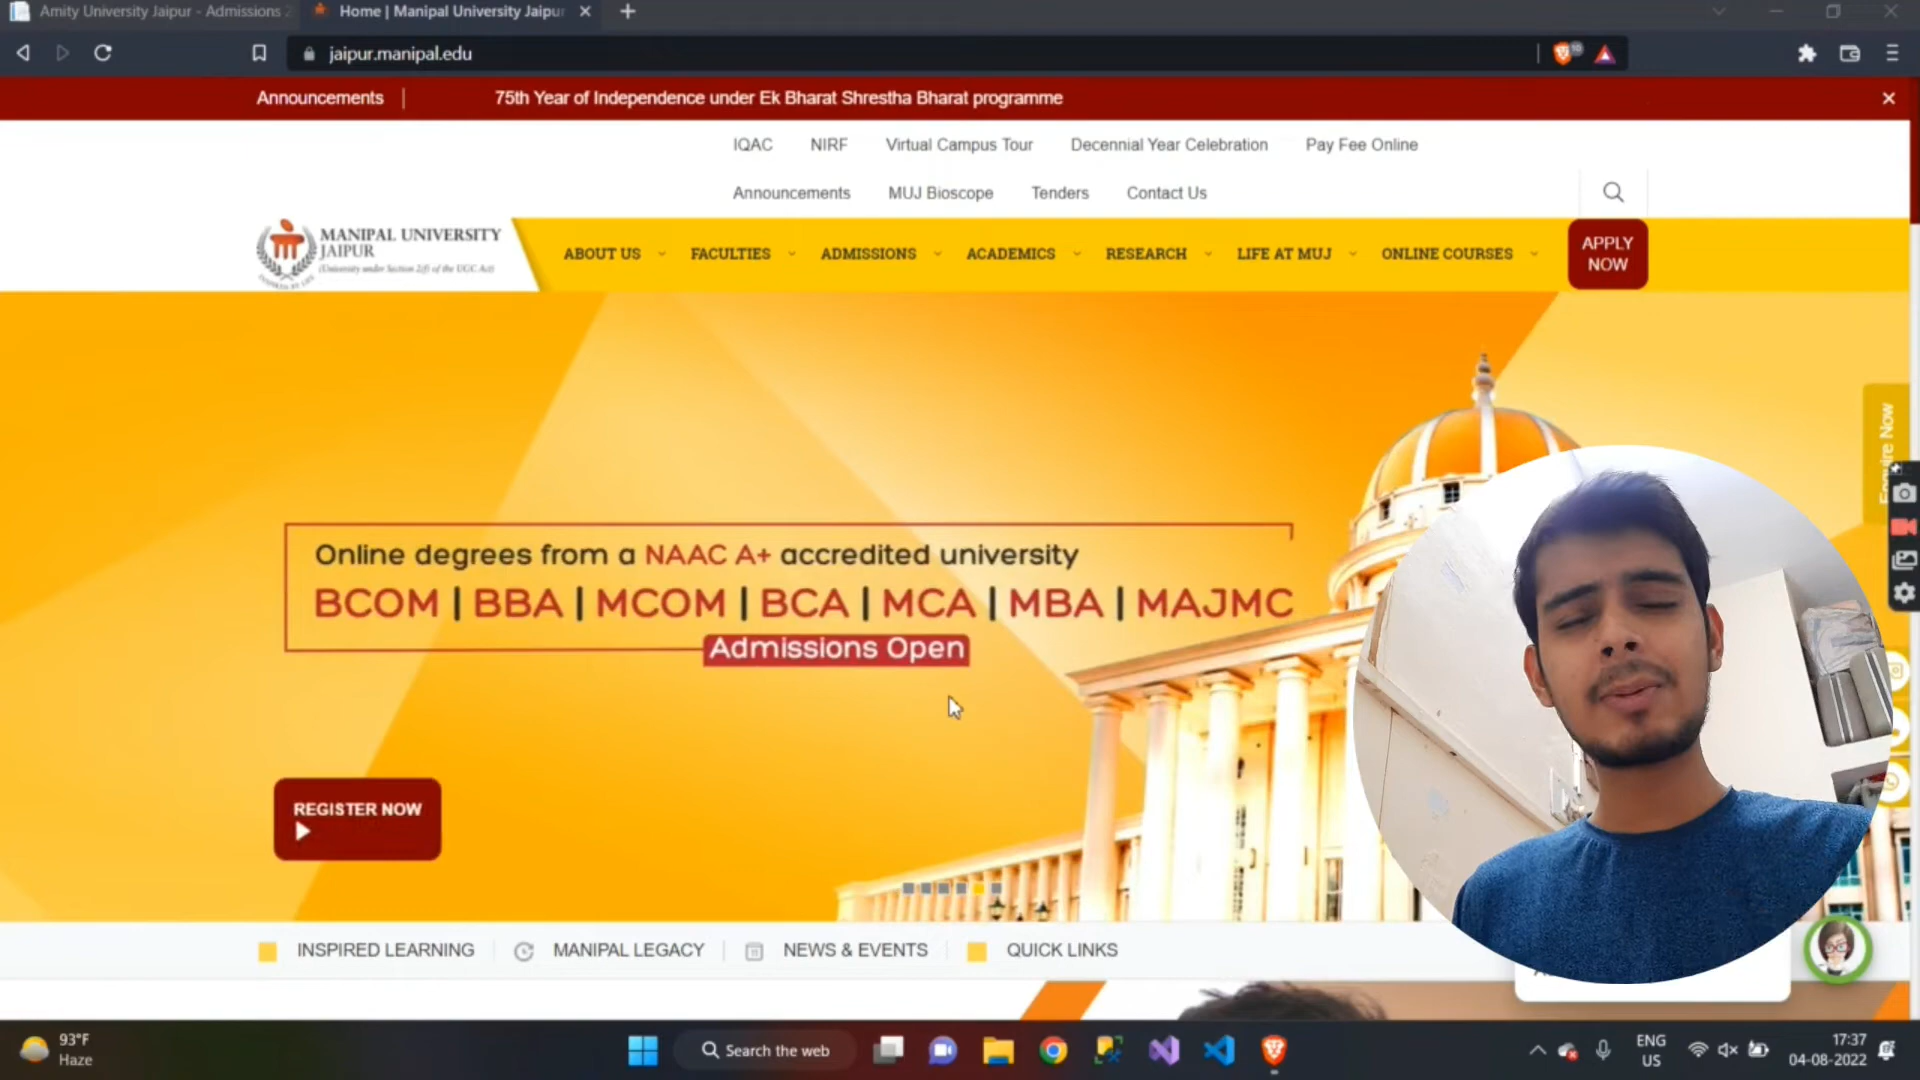 Amity University Jaipur - Admissions 2
Home | Manipal University Jaipur
jaipur.manipal.edu
Announcements
75th Year of Independence under Ek Bharat Shrestha Bharat programme
IQAC NIRF Virtual Campus Tour Decennial Year Celebration Pay Fee Online
Announcements MUJ Bioscope Tenders Contact Us
MANIPAL UNIVERSITY
JAIPUR
(University under Section 2(f) of the UGC Act)
ABOUT US FACULTIES ADMISSIONS ACADEMICS RESEARCH LIFE AT MUJ ONLINE COURSES
APPLY
NOW
Online degrees from a NAAC A+ accredited university
BCOM | BBA | MCOM | BCA | MCA | MBA | MAJMC
Admissions Open
REGISTER NOW
INSPIRED LEARNING MANIPAL LEGACY NEWS & EVENTS QUICK LINKS
93°F
Haze
Search the web
ENG
US
17:37
04-08-2022